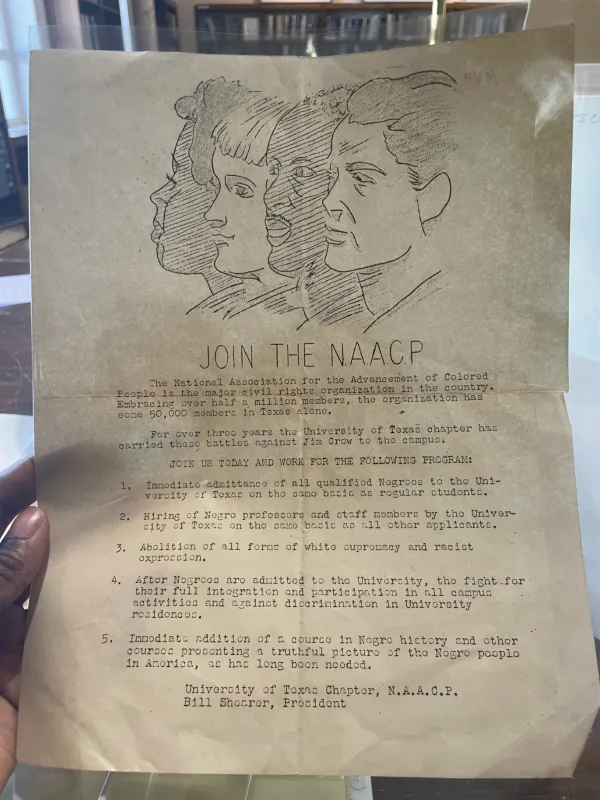 JOIN THE N.A.A.C.P.
The National Association for the Advancement of Colored
People is the major civil rights organization in the country.
Embracing over half a million members, the organization has
some 50,000 members in Texas alone.
For over three years the University of Texas chapter has
carried these battles against Jim Crow to the campus.
JOIN US TODAY AND WORK FOR THE FOLLOWING PROGRAM:
1. Immediate admittance of all qualified Negroes to the Uni-
versity of Texas on the same basis as regular students.
2. Hiring of Negro professors and staff members by the Univer-
sity of Texas on the same basis as all other applicants.
3. Abolition of all forms of white supremacy and racist
expression.
4. After Negroes are admitted to the University, the fight for
their full integration and participation in all campus
activities and against discrimination in University
residences.
5. Immediate addition of a course in Negro history and other
courses presenting a truthful picture of the Negro people
in America, as has long been needed.
University of Texas Chapter, N.A.A.C.P.
Bill Shearer, President